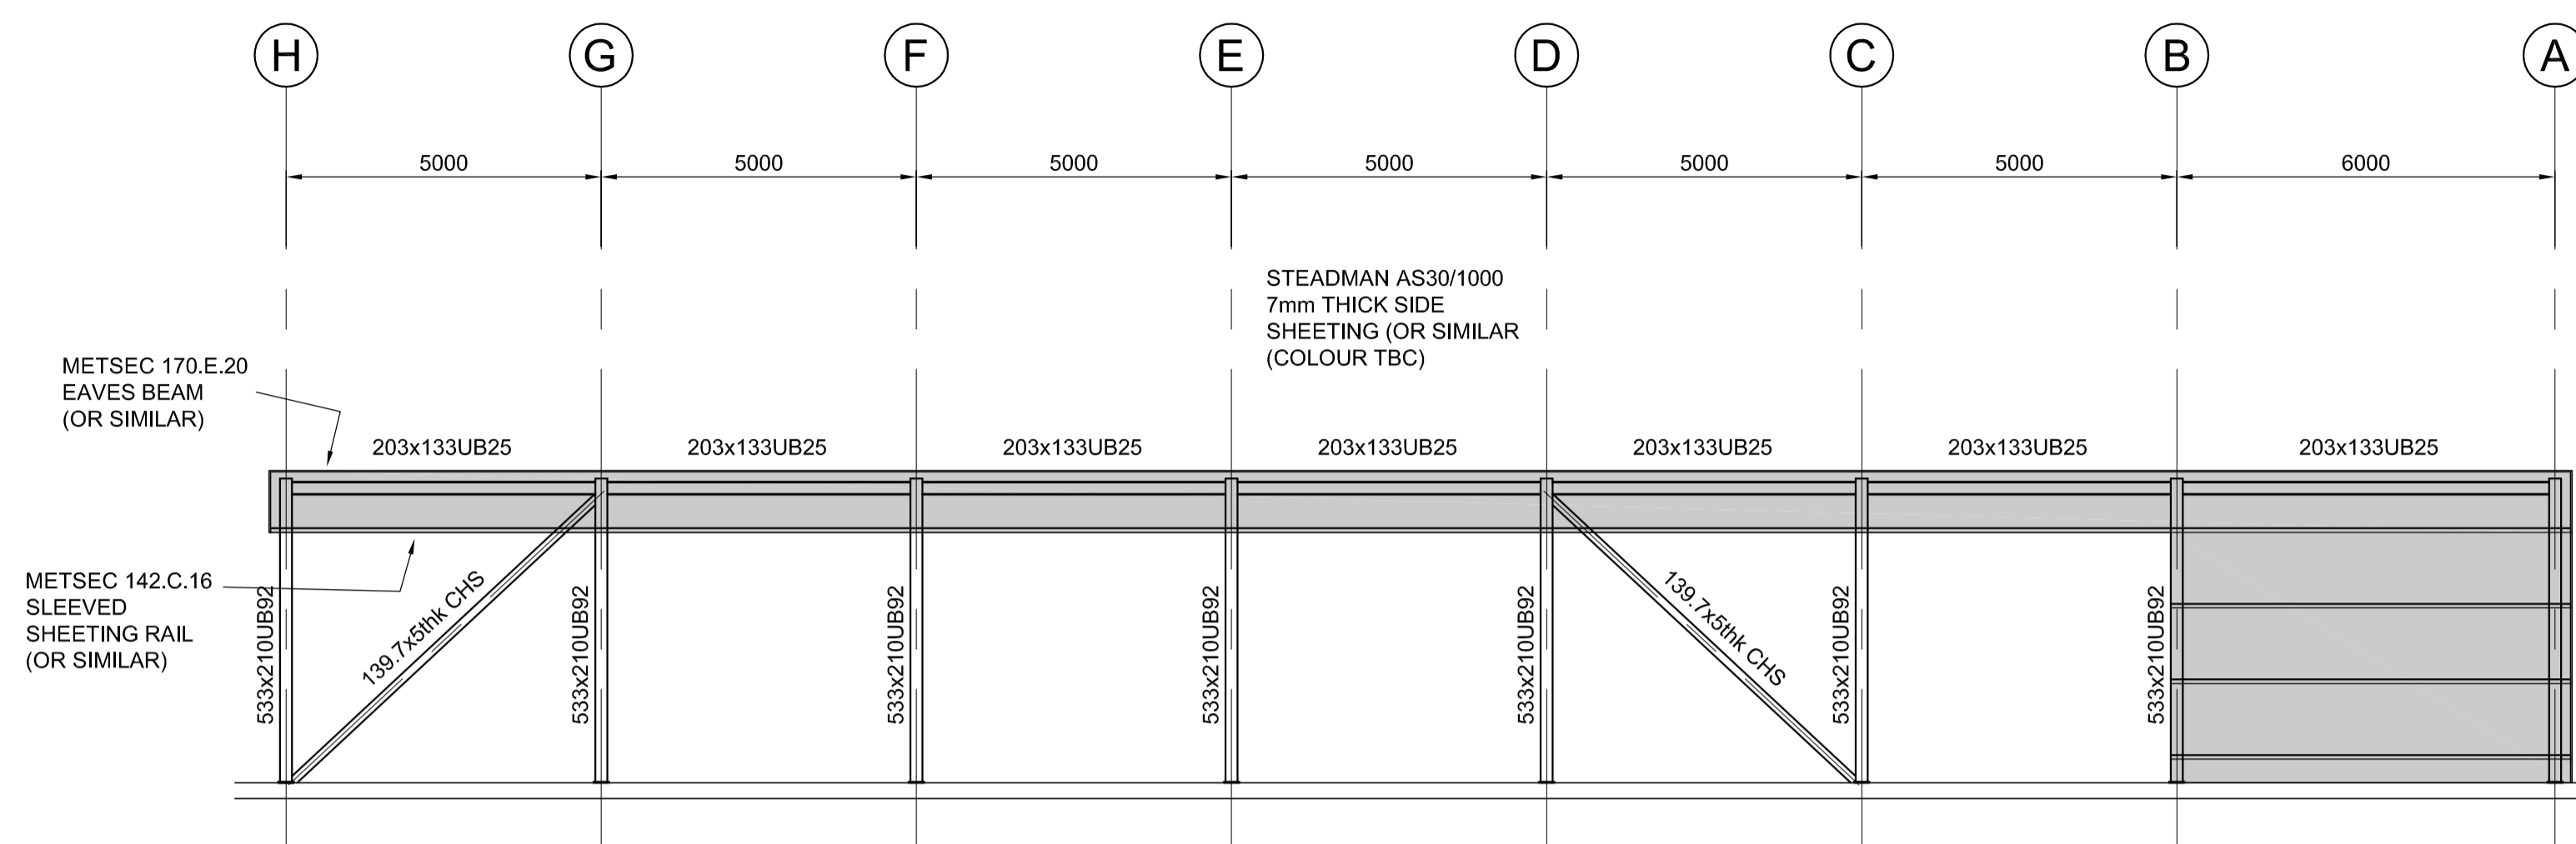 H
G
F
E
D
C
B
A
5000
5000
5000
5000
5000
5000
6000
STEADMAN AS30/1000
7mm THICK SIDE
SHEETING (OR SIMILAR
(COLOUR TBC)
METSEC 170.E.20
EAVES BEAM
(OR SIMILAR)
203x133UB25
203x133UB25
203x133UB25
203x133UB25
203x133UB25
203x133UB25
203x133UB25
METSEC 142.C.16
SLEEVED
SHEETING RAIL
(OR SIMILAR)
533x210UB92
139.7x5thk CHS
533x210UB92
533x210UB92
533x210UB92
533x210UB92
139.7x5thk CHS
533x210UB92
533x210UB92